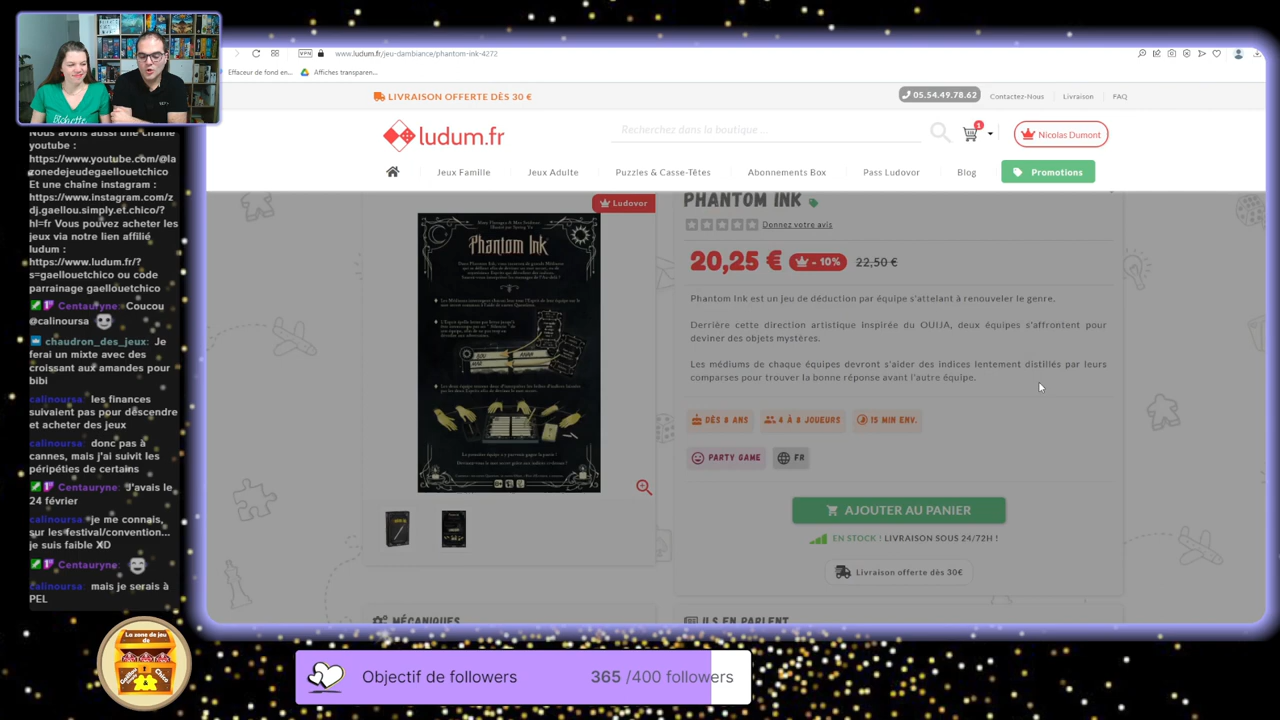 www.ludum.fr/jeu-dambiance/phantom-ink-4272
VPN
Effaceur de fond en...
Affiches transparen...
LIVRAISON OFFERTE DÈS 30 €
05.54.49.78.62
Contactez-Nous
Livraison
FAQ
ludum.fr
Recherchez dans la boutique ...
1
Nicolas Dumont
Jeux Famille
Jeux Adulte
Puzzles & Casse-Têtes
Abonnements Box
Pass Ludovor
Blog
Promotions
Ludovor
Phantom Ink
PHANTOM INK
Donnez votre avis
20,25 €
- 10%
22,50 €
Phantom Ink est un jeu de déduction par équipe s'attelant à renouveler le genre.
Derrière cette direction artistique inspirée du OUIJA, deux équipes s'affrontent pour
deviner des objets mystères.
Les médiums de chaque équipes devront s'aider des indices lentement distillés par leurs
comparses pour trouver la bonne réponse avant l'autre équipe.
DÈS 8 ANS
4 À 8 JOUEURS
15 MIN ENV.
PARTY GAME
FR
AJOUTER AU PANIER
EN STOCK ! LIVRAISON SOUS 24/72H !
Livraison offerte dès 30€
MÉCANIQUES
ILS EN PARLENT
Nous avons aussi une chaîne
youtube :
https://www.youtube.com/@la
zonedejeudegaellouetchico
Et une chaîne instagram :
https://www.instagram.com/z
dj.gaellou.simply.et.chico/?
hl=fr Vous pouvez acheter les
jeux via notre lien affilié
ludum :
https://www.ludum.fr/?
s=gaellouetchico ou code
parrainage gaellouetchico
Centauryne: Coucou
@calinoursa
chaudron_des_jeux: Je
ferai un mixte avec des
croissant aux amandes pour
bibi
calinoursa: les finances
suivaient pas pour descendre
et acheter des jeux
calinoursa: donc pas à
cannes, mais j'ai suivit les
péripéties de certains
Centauryne: J'avais le
24 février
calinoursa: je me connais,
sur les festival/convention...
je suis faible XD
Centauryne:
calinoursa: mais je serais à
PEL
La zone de jeu
de
Objectif de followers
365 /400 followers